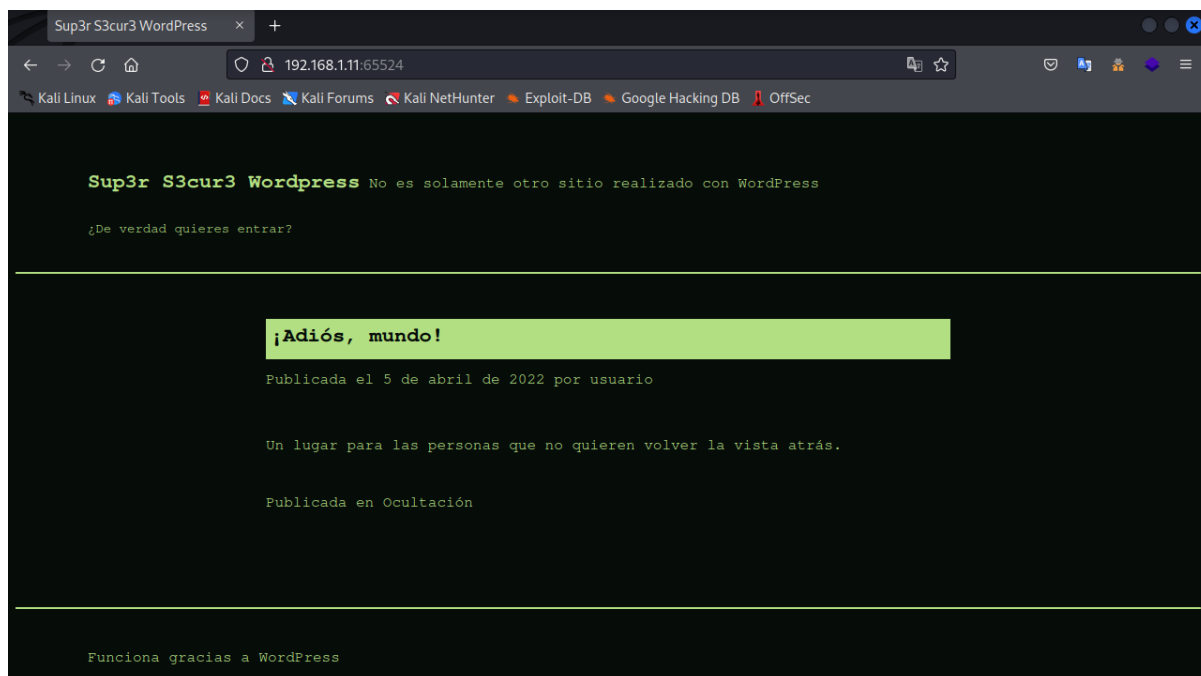 Sup3r S3cur3 WordPress
192.168.1.11:65524
Kali Linux Kali Tools Kali Docs Kali Forums Kali NetHunter Exploit-DB Google Hacking DB OffSec
Sup3r S3cur3 Wordpress No es solamente otro sitio realizado con WordPress
¿De verdad quieres entrar?
¡Adiós, mundo!
Publicada el 5 de abril de 2022 por usuario
Un lugar para las personas que no quieren volver la vista atrás.
Publicada en Ocultación
Funciona gracias a WordPress